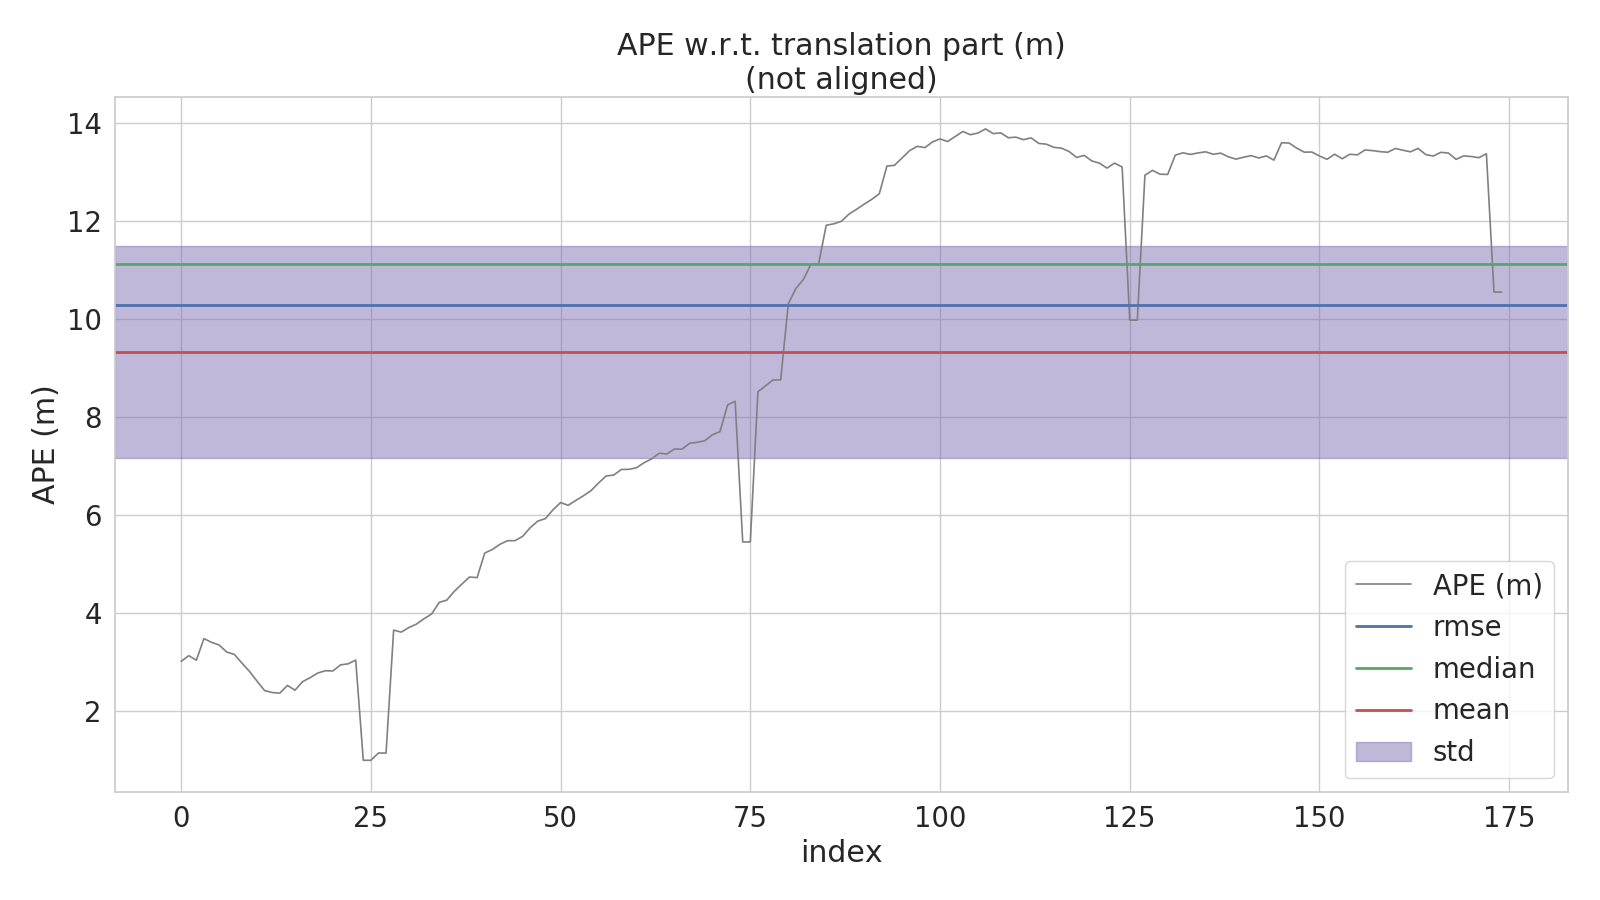 APE w.r.t. translation part (m)
(not aligned)
APE (m)
14
12
10
8
6
4
2
0 25 50 75 100 125 150 175
index
APE (m)
rmse
median
mean
std